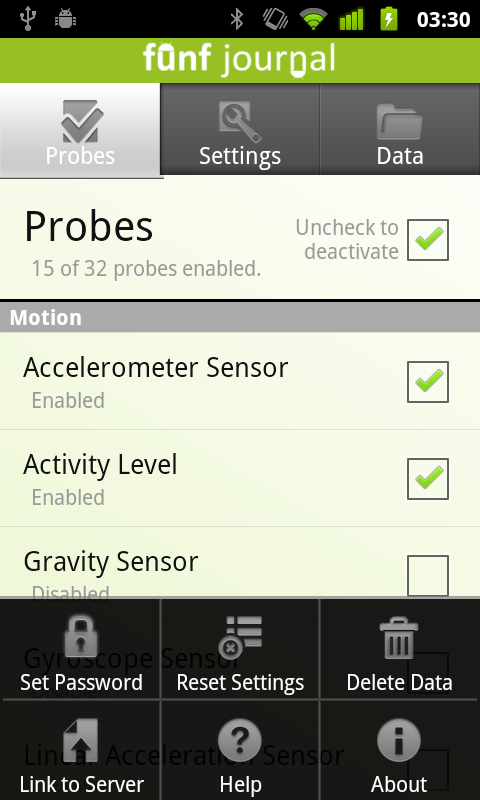 03:30
funf journal
Probes
Settings
Data
Probes
15 of 32 probes enabled.
Uncheck to
deactivate
Motion
Accelerometer Sensor
Enabled
Activity Level
Enabled
Gravity Sensor
Disabled
Gyroscope Sensor
Set Password
Reset Settings
Delete Data
Linear Acceleration Sensor
Link to Server
Help
About